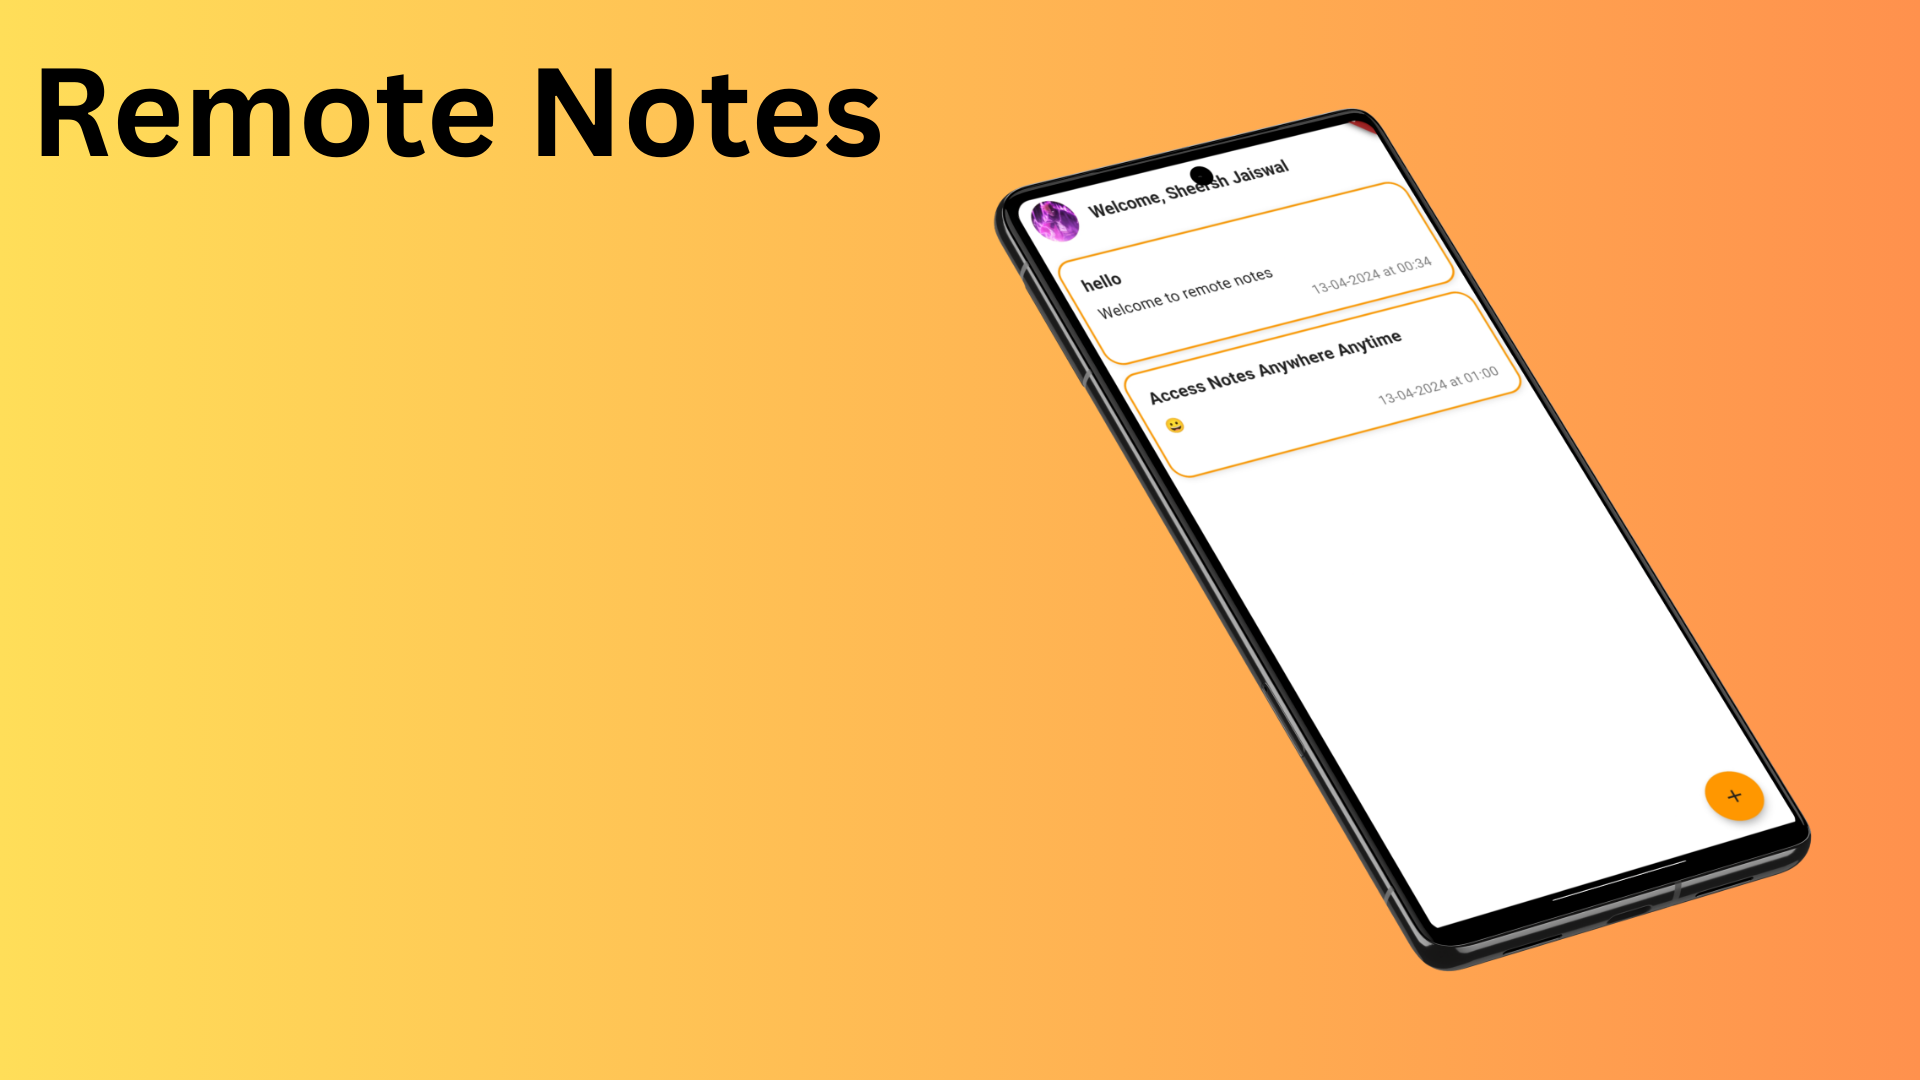 Remote Notes
Welcome, Sheersh Jaiswal
hello
Welcome to remote notes
13-04-2024 at 00:34
Access Notes Anywhere Anytime
😀
13-04-2024 at 01:00
+